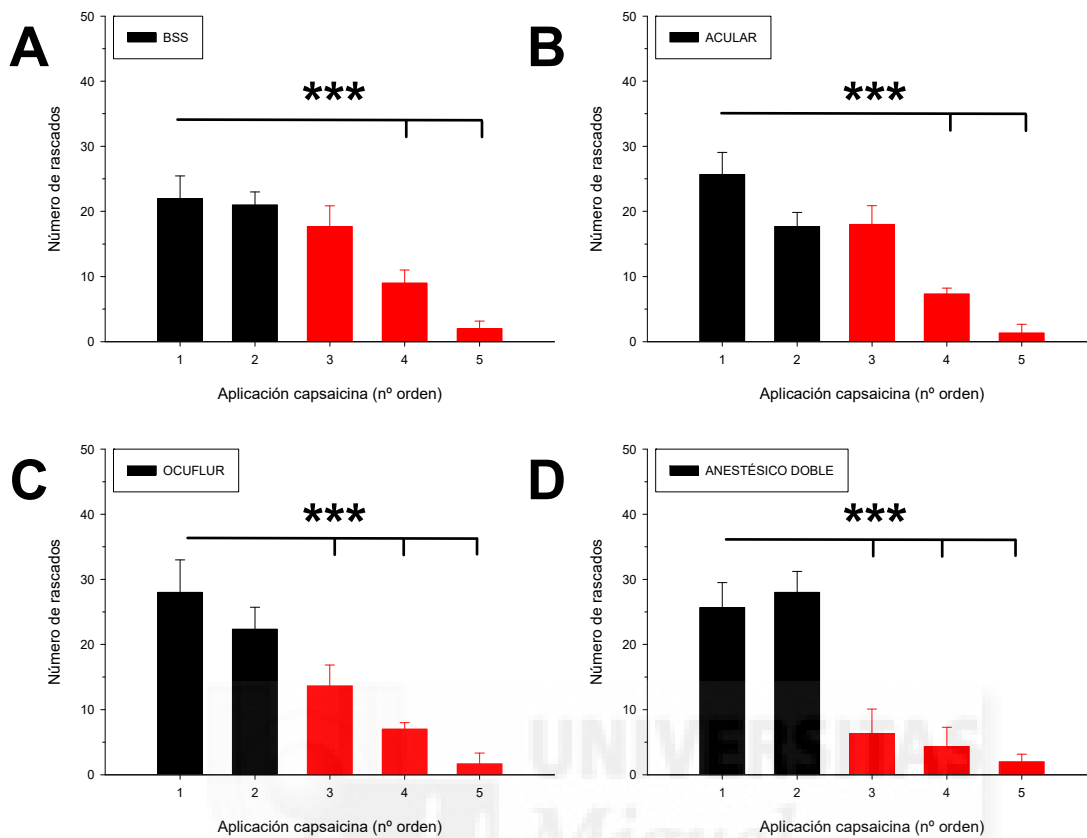 A
BSS
***
Número de rascados
50
40
30
20
10
0
1 2 3 4 5
Aplicación capsaicina (nº orden)
B
ACULAR
***
Número de rascados
50
40
30
20
10
0
1 2 3 4 5
Aplicación capsaicina (nº orden)
C
OCUFLUR
***
Número de rascados
50
40
30
20
10
0
1 2 3 4 5
Aplicación capsaicina (nº orden)
D
ANESTÉSICO DOBLE
***
Número de rascados
50
40
30
20
10
0
1 2 3 4 5
Aplicación capsaicina (nº orden)
UNIVERSITAS
Miguel